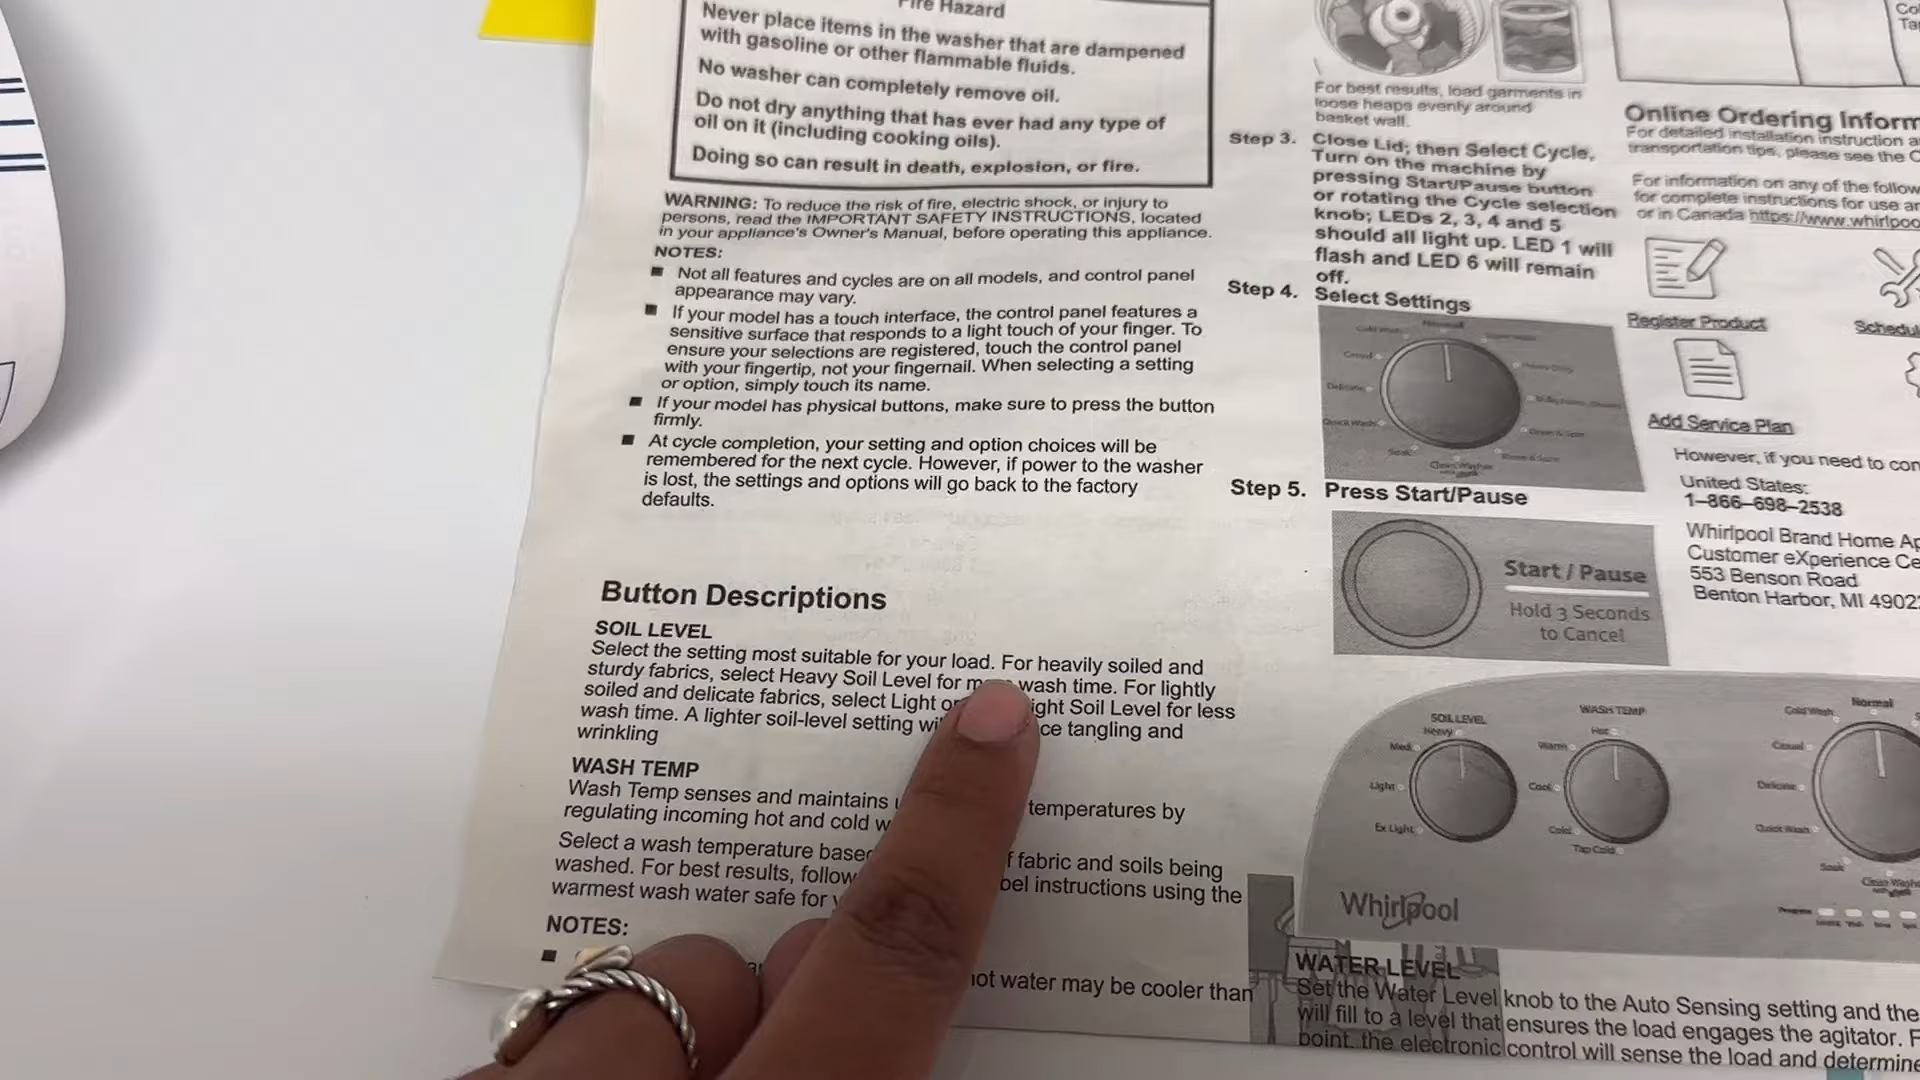 Fire Hazard
Never place items in the washer that are dampened
with gasoline or other flammable fluids.
No washer can completely remove oil.
Do not dry anything that has ever had any type of
oil on it (including cooking oils).
Doing so can result in death, explosion, or fire.
WARNING: To reduce the risk of fire, electric shock, or injury to
persons, read the IMPORTANT SAFETY INSTRUCTIONS, located
in your appliance's Owner's Manual, before operating this appliance.
NOTES:
■ Not all features and cycles are on all models, and control panel
appearance may vary.
■ If your model has a touch interface, the control panel features a
sensitive surface that responds to a light touch of your finger. To
ensure your selections are registered, touch the control panel
with your fingertip, not your fingernail. When selecting a setting
or option, simply touch its name.
■ If your model has physical buttons, make sure to press the button
firmly.
■ At cycle completion, your setting and option choices will be
remembered for the next cycle. However, if power to the washer
is lost, the settings and options will go back to the factory
defaults.
Button Descriptions
SOIL LEVEL
Select the setting most suitable for your load. For heavily soiled and
sturdy fabrics, select Heavy Soil Level for wash time. For lightly
soiled and delicate fabrics, select Light Soil Level for less
wash time. A lighter soil-level setting tangling and
wrinkling
WASH TEMP
Wash Temp senses and maintains temperatures by
regulating incoming hot and cold
Select a wash temperature fabric and soils being
washed. For best results, follow instructions using the
warmest wash water safe for
NOTES:
■ water may be cooler than
For best results, load garments in
loose heaps evenly around
basket wall.
Step 3. Close Lid; then Select Cycle,
Turn on the machine by
pressing Start/Pause button
or rotating the Cycle selection
knob; LEDs 2, 3, 4 and 5
should all light up. LED 1 will
flash and LED 6 will remain
off.
Step 4. Select Settings
Cold Wash
Normal
Casual
Delicate
Quick Wash
Soak
Clean Washer
Step 5. Press Start/Pause
Start / Pause
Hold 3 Seconds
to Cancel
SOIL LEVEL
Heavy
Med
Light
Ex Light
WASH TEMP
Hot
Warm
Cool
Cold
Tap Cold
Normal
Cold Wash
Casual
Delicate
Quick Wash
Soak
Whirlpool
WATER LEVEL
Set the Water Level knob to the Auto Sensing setting and the
will fill to a level that ensures the load engages the agitator.
point, the electronic control will sense the load and determine
Online Ordering
For detailed installation instruction
transportation tips, please see the
For information on any of the
for complete instructions for use
or in Canada
Register Product
Add Service Plan
However, if you need to
United States:
1–866–698–2538
Whirlpool Brand Home
Customer eXperience
553 Benson Road
Benton Harbor, MI